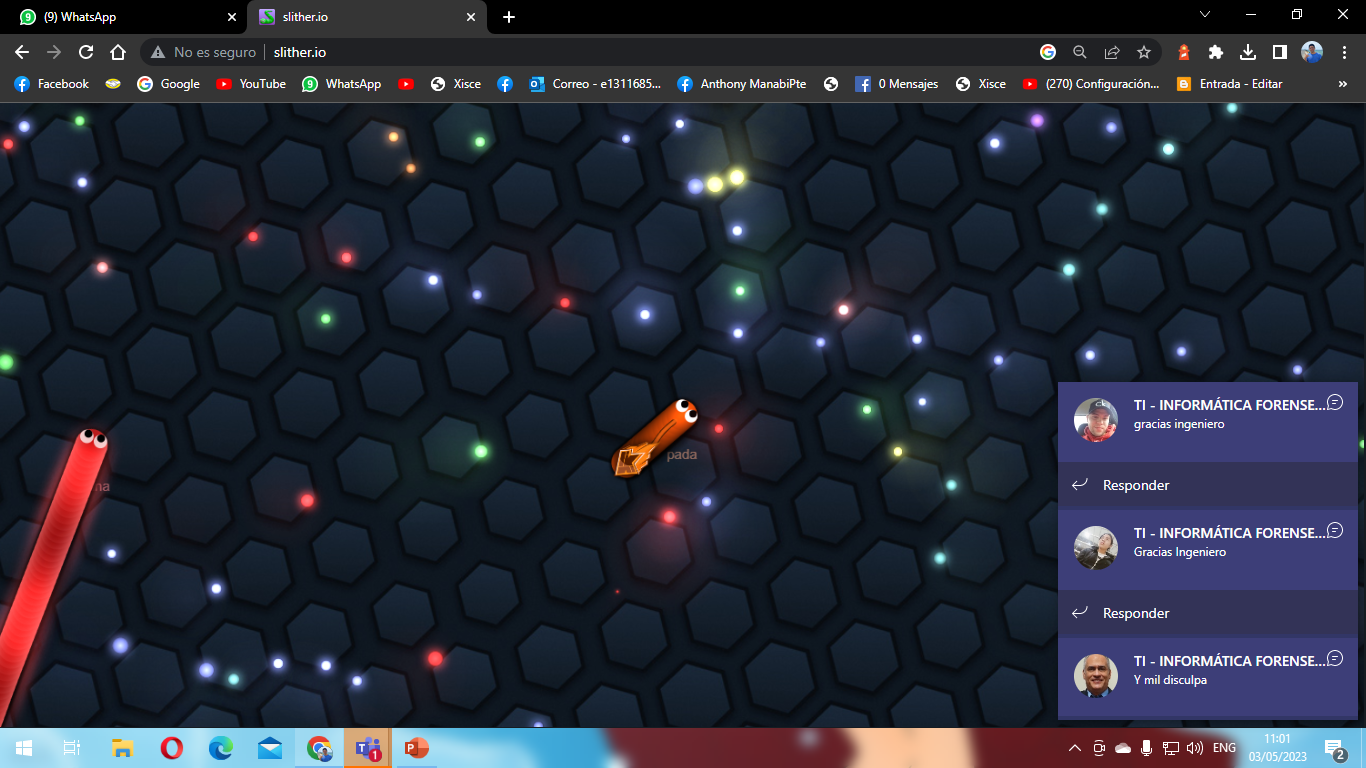 (9) WhatsApp
slither.io
No es seguro
slither.io
Facebook
Google
YouTube
WhatsApp
Xisce
Correo - e1311685...
Anthony ManabiPte
0 Mensajes
Xisce
(270) Configuración...
Entrada - Editar
»
pada
TI - INFORMÁTICA FORENSE...
gracias ingeniero
Responder
TI - INFORMÁTICA FORENSE...
Gracias Ingeniero
Responder
TI - INFORMÁTICA FORENSE...
Y mil disculpa
ENG
11:01
03/05/2023
2